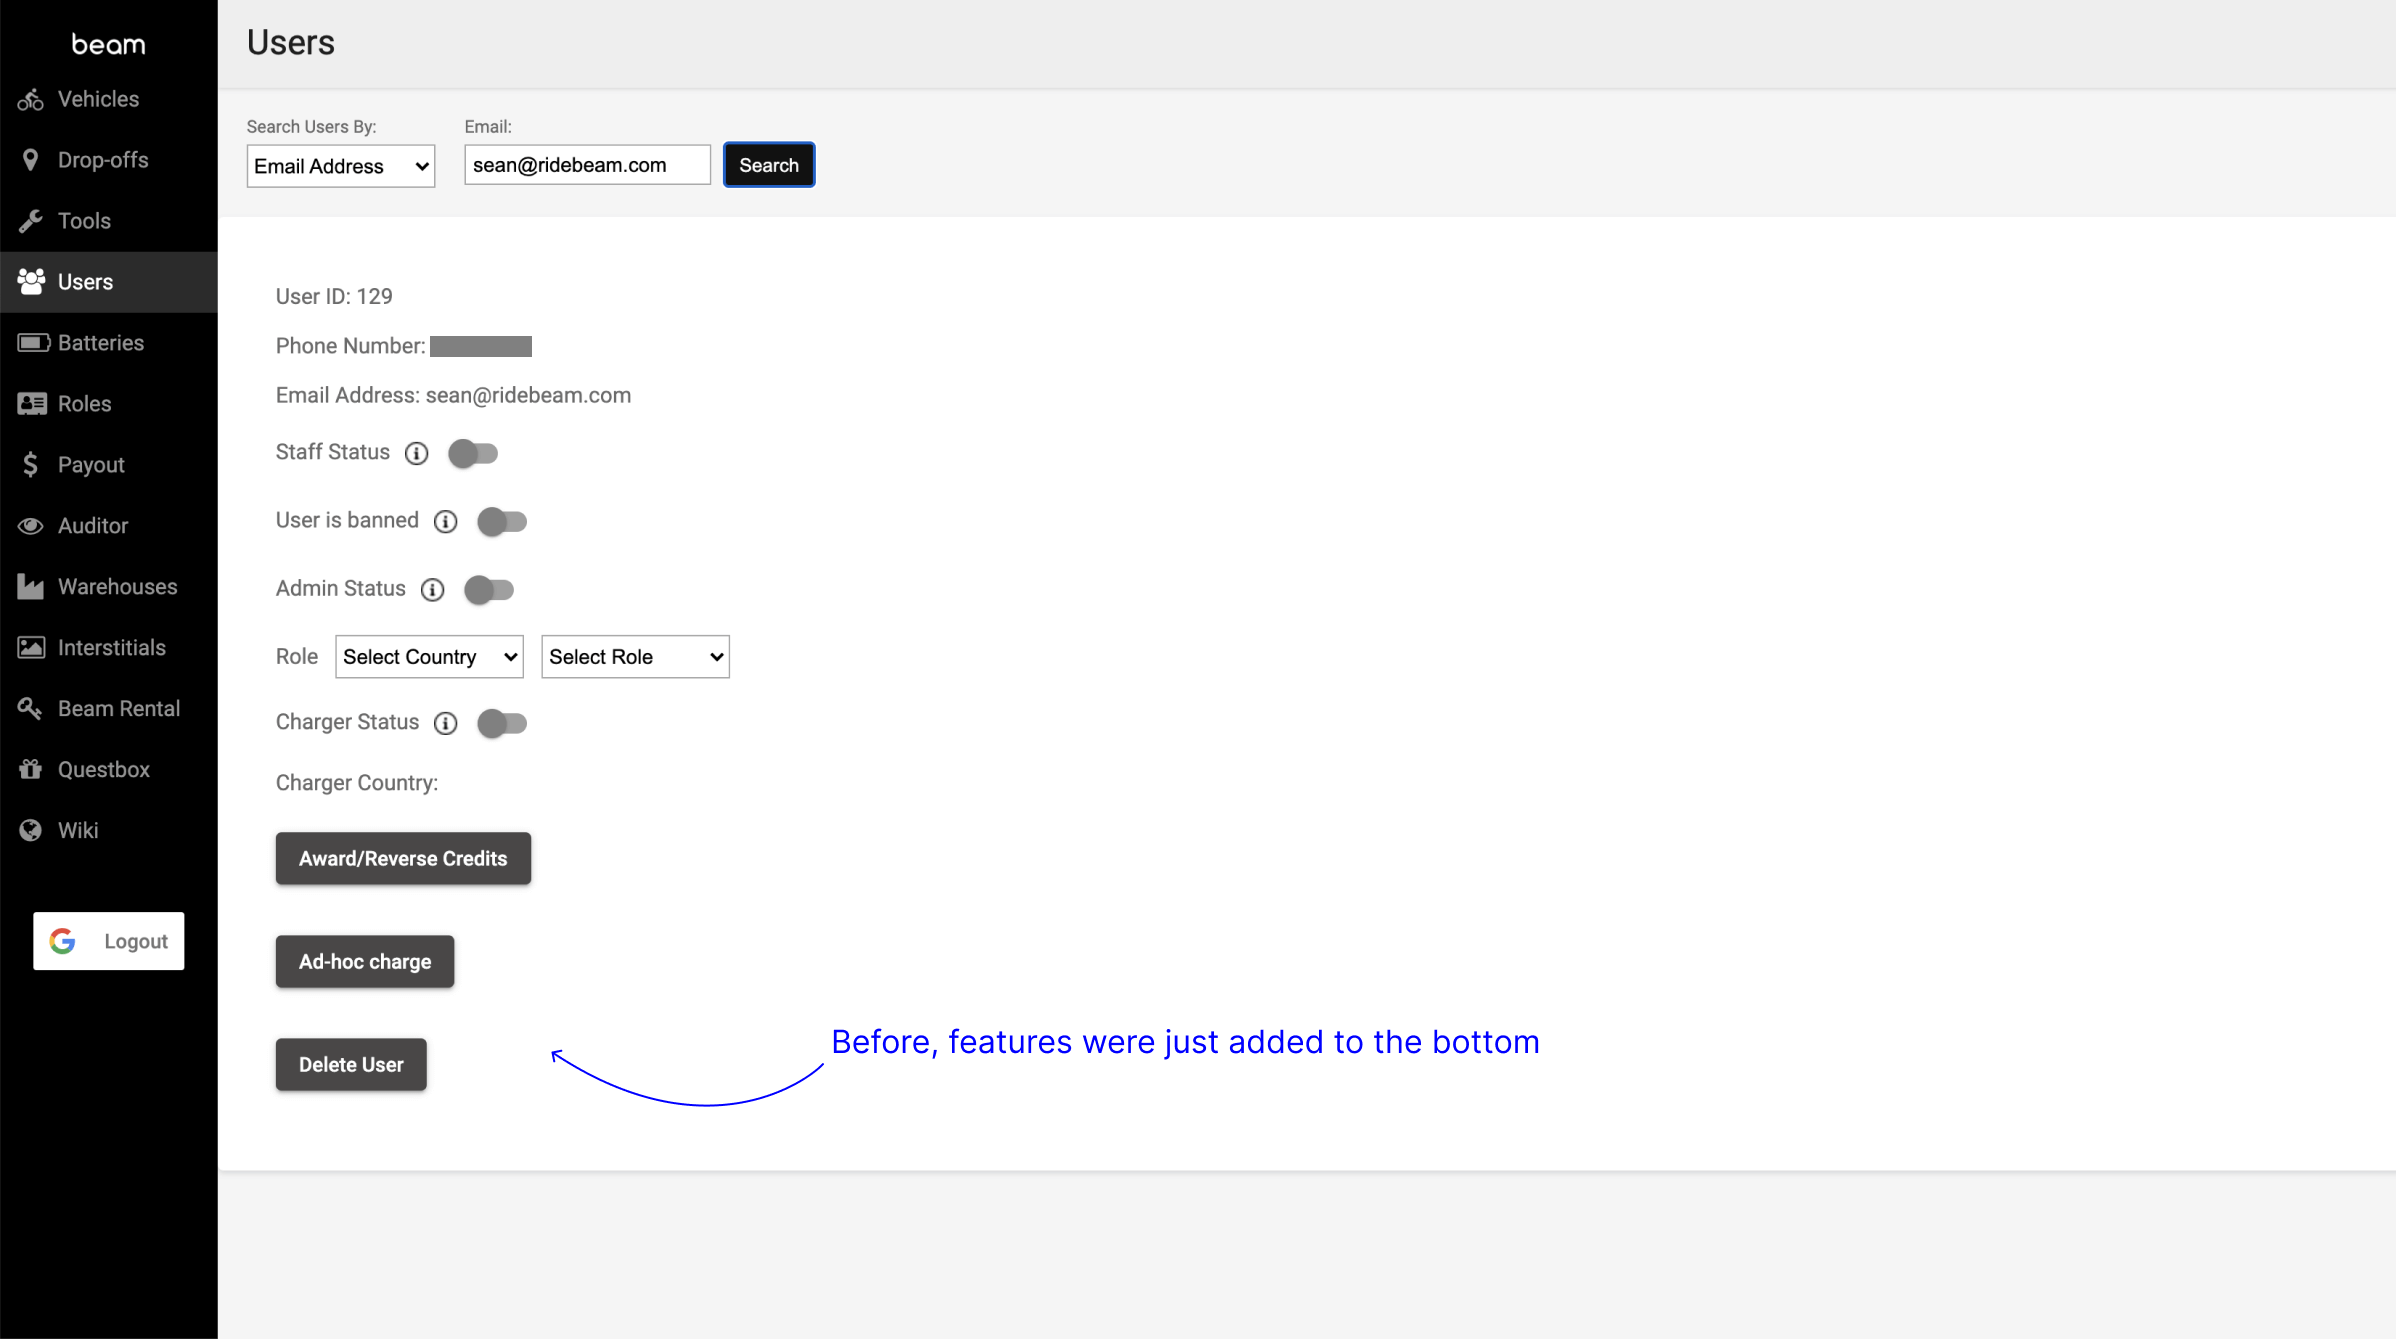 beam
Vehicles
Drop-offs
Tools
Users
Batteries
Roles
Payout
Auditor
Warehouses
Interstitials
Beam Rental
Questbox
Wiki
Logout
Users
Search Users By:
Email Address
Email:
sean@ridebeam.com
Search
User ID: 129
Phone Number:
Email Address: sean@ridebeam.com
Staff Status
User is banned
Admin Status
Role Select Country Select Role
Charger Status
Charger Country:
Award/Reverse Credits
Ad-hoc charge
Delete User
Before, features were just added to the bottom